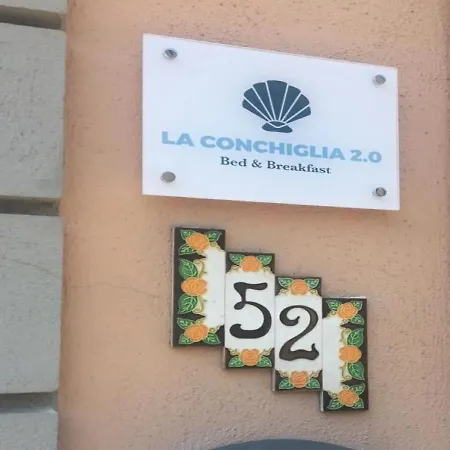 LA CONCHIGLIA 2.0
Bed & Breakfast
52